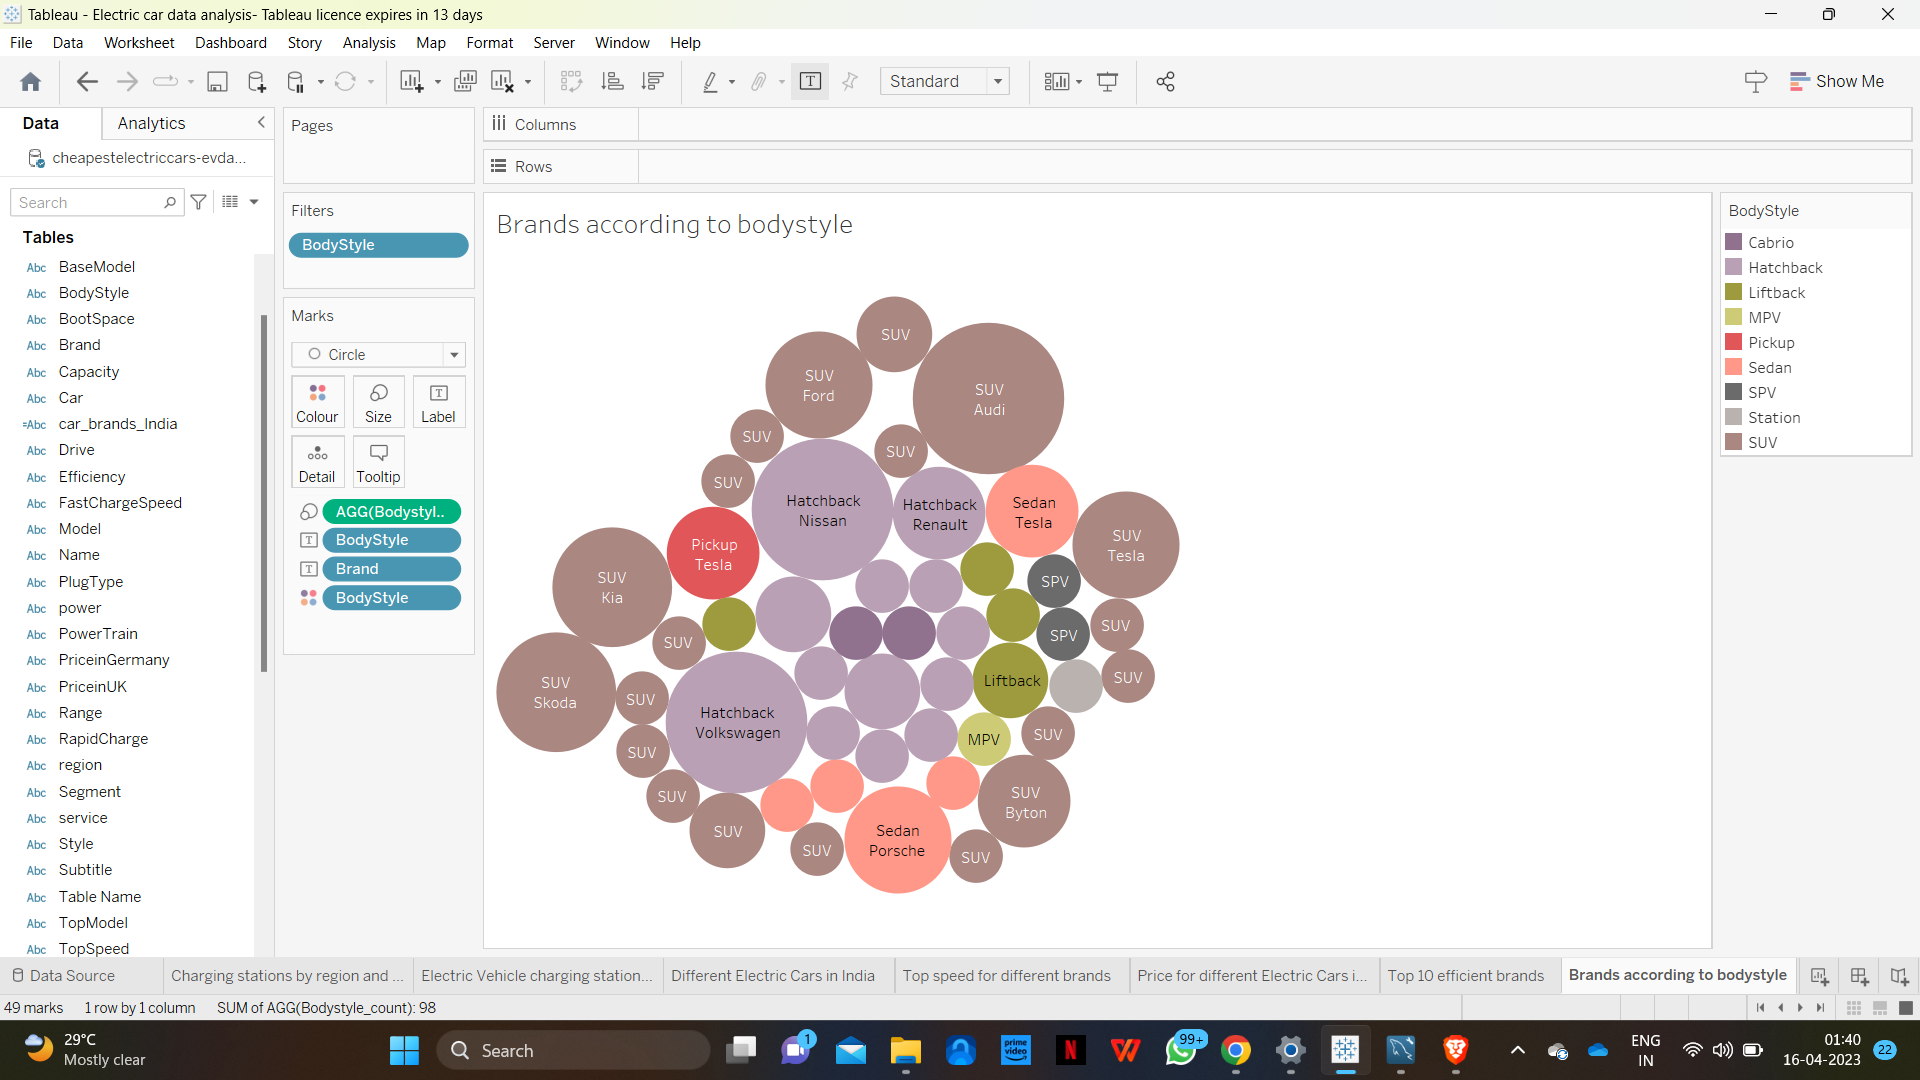 Tableau - Electric car data analysis- Tableau licence expires in 13 days
File Data Worksheet Dashboard Story Analysis Map Format Server Window Help
Standard
Show Me
Data Analytics
cheapestelectriccars-evda...
Search
Tables
Abc BaseModel
Abc BodyStyle
Abc BootSpace
Abc Brand
Abc Capacity
Abc Car
=Abc car_brands_India
Abc Drive
Abc Efficiency
Abc FastChargeSpeed
Abc Model
Abc Name
Abc PlugType
Abc power
Abc PowerTrain
Abc PriceinGermany
Abc PriceinUK
Abc Range
Abc RapidCharge
Abc region
Abc Segment
Abc service
Abc Style
Abc Subtitle
Abc Table Name
Abc TopModel
Abc TopSpeed
Pages
Filters
BodyStyle
Marks
Circle
Colour Size Label
Detail Tooltip
AGG(Bodystyl..
BodyStyle
Brand
BodyStyle
Columns
Rows
Brands according to bodystyle
SUV
SUV
Ford
SUV
Audi
SUV
SUV
SUV
Hatchback
Nissan
Hatchback
Renault
Sedan
Tesla
SUV
Tesla
Pickup
Tesla
SUV
Kia
SPV
SUV
SPV
SUV
SUV
Skoda
SUV
Liftback
SUV
Hatchback
Volkswagen
SUV
MPV
SUV
SUV
SUV
Byton
SUV
SUV
Sedan
Porsche
SUV
BodyStyle
Cabrio
Hatchback
Liftback
MPV
Pickup
Sedan
SPV
Station
SUV
Data Source Charging stations by region and ... Electric Vehicle charging station... Different Electric Cars in India Top speed for different brands Price for different Electric Cars i... Top 10 efficient brands Brands according to bodystyle
49 marks 1 row by 1 column SUM of AGG(Bodystyle_count): 98
29°C
Mostly clear
Search
1
prime video
N
W
99+
ENG
IN
01:40
16-04-2023
22